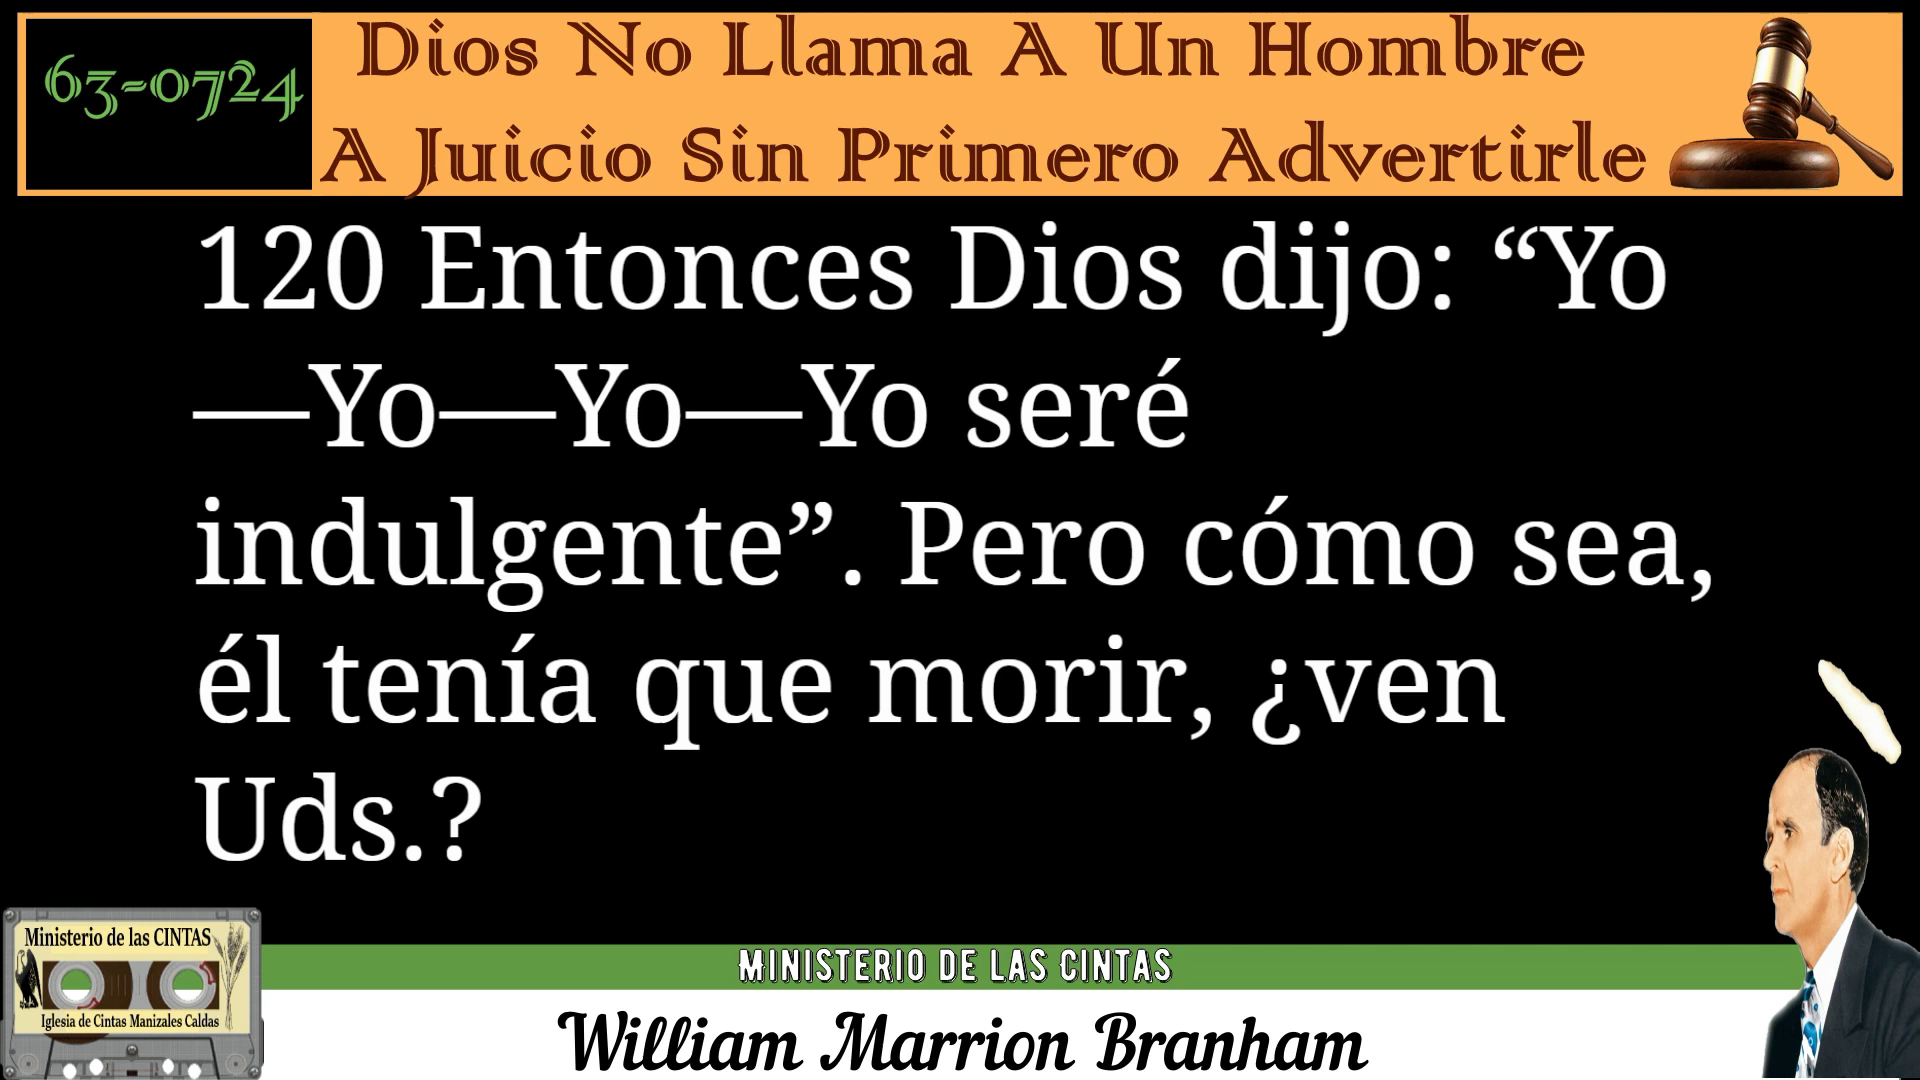 63-0724
Dios No Llama A Un Hombre
A Juicio Sin Primero Advertirle
120 Entonces Dios dijo: “Yo
—Yo—Yo—Yo seré
indulgente”. Pero cómo sea,
él tenía que morir, ¿ven
Uds.?
Ministerio de las CINTAS
Iglesia de Cintas Manizales Caldas
MINISTERIO DE LAS CINTAS
William Marrion Branham